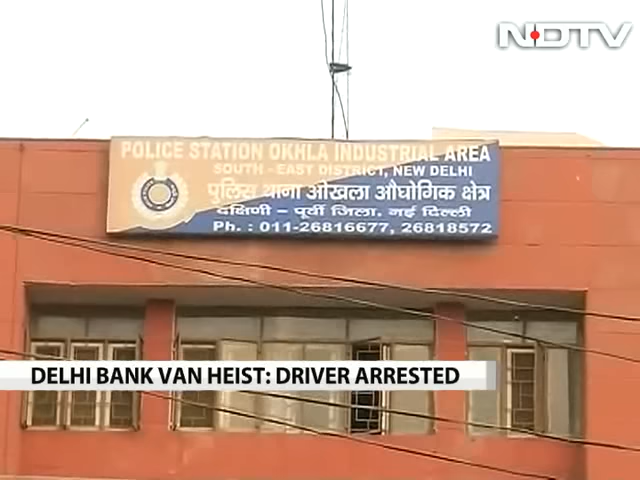 NDTV
POLICE STATION OKHLA INDUSTRIAL AREA
SOUTH - EAST DISTRICT, NEW DELHI
पुलिस थाना ओखला औघोगिक क्षेत्र
दक्षिणी - पूर्वी जिला, नई दिल्ली
Ph. : 011-26816677, 26818572
DELHI BANK VAN HEIST: DRIVER ARRESTED